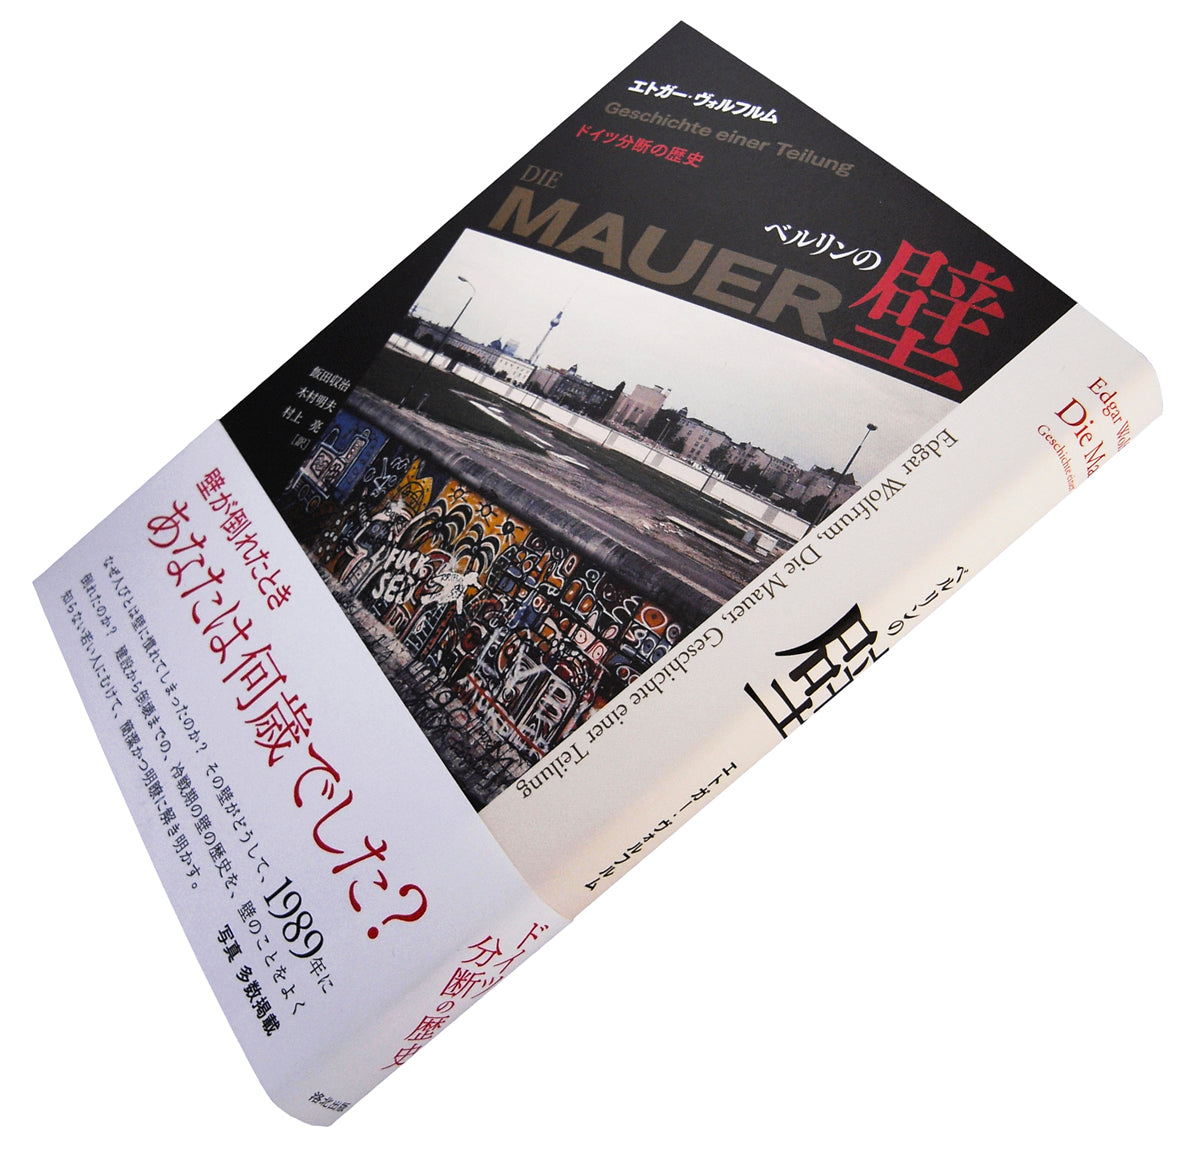 エトガー・ヴォルフルム
Geschichte einer Teilung
ドイツ分断の歴史
DIE
MAUER
ベルリンの
壁
飯田収治
木村明夫
村上 亮
[訳]
FUCK
SEX
Edgar Wolfrum, Die Mauer, Geschichte einer Teilung
壁が倒れたとき
あなたは何歳でした?
なぜ人びとは壁に慣れてしまったのか? その壁がどうして、1989年に
倒れたのか? 建設から倒壊までの、冷戦期の壁の歴史を、壁のことをよく
知らない若い人にむけて、簡潔かつ明瞭に解き明かす。
写真 多数掲載
Edgar
Die
Geschichte
ベルリンの
壁
エトガー・ヴォルフルム
ドイツ
分断の歴史
洛北出版